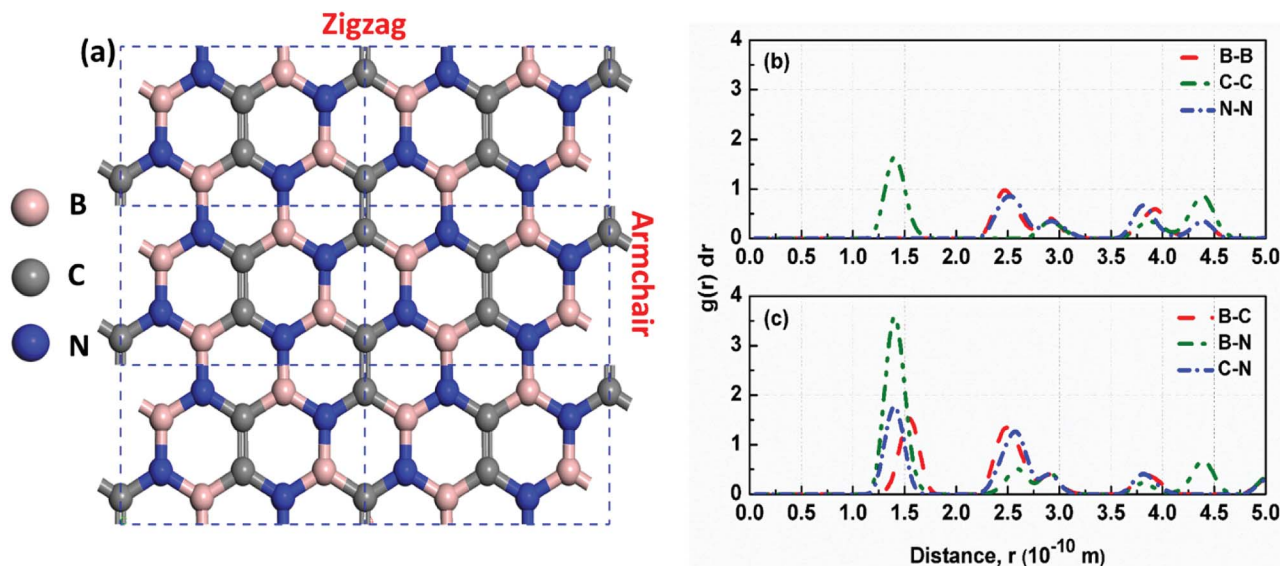 Zigzag
(a)
B
C
N
Armchair
4
(b)
B-B
C-C
N-N
3
2
1
0
0.0 0.5 1.0 1.5 2.0 2.5 3.0 3.5 4.0 4.5 5.0
g(r) dr
4
(c)
B-C
B-N
C-N
3
2
1
0
0.0 0.5 1.0 1.5 2.0 2.5 3.0 3.5 4.0 4.5 5.0
Distance, r (10⁻¹⁰ m)